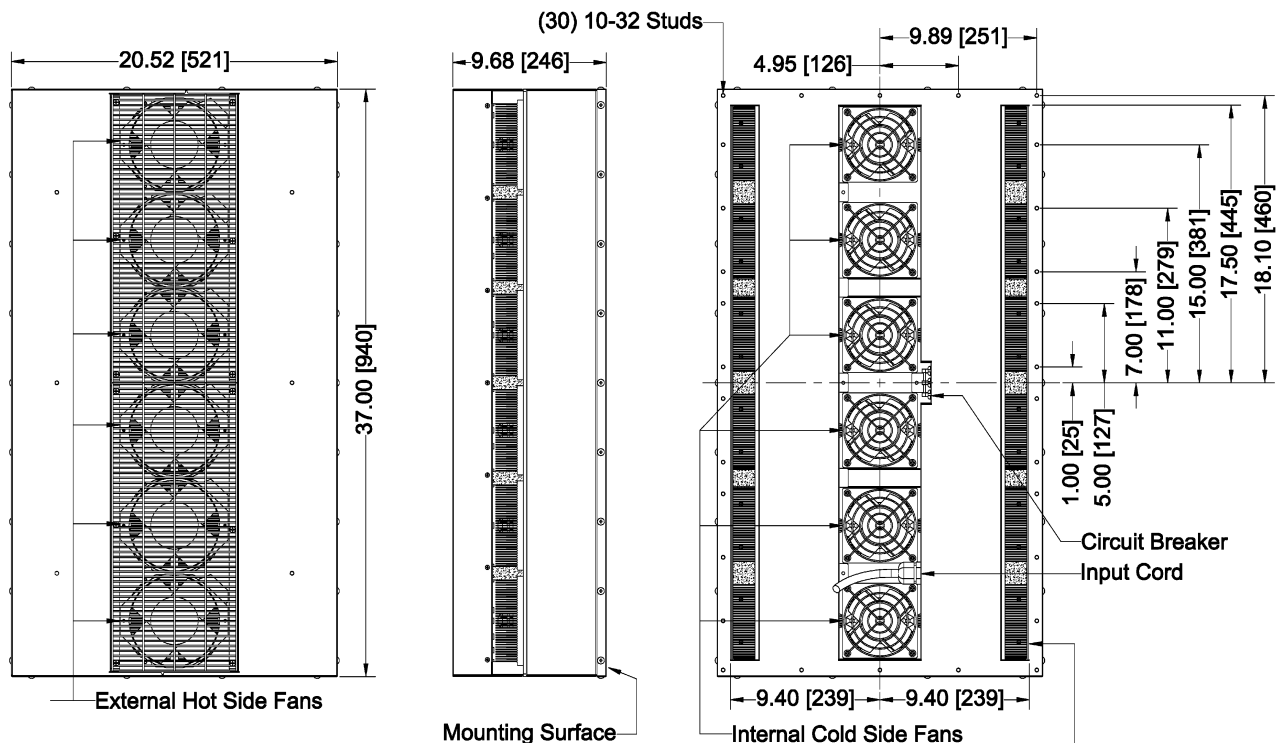 (30) 10-32 Studs
9.89 [251]
20.52 [521]
9.68 [246]
4.95 [126]
37.00 [940]
1.00 [25]
5.00 [127]
7.00 [178]
11.00 [279]
15.00 [381]
17.50 [445]
18.10 [460]
Circuit Breaker
Input Cord
9.40 [239]
9.40 [239]
External Hot Side Fans
Mounting Surface
Internal Cold Side Fans